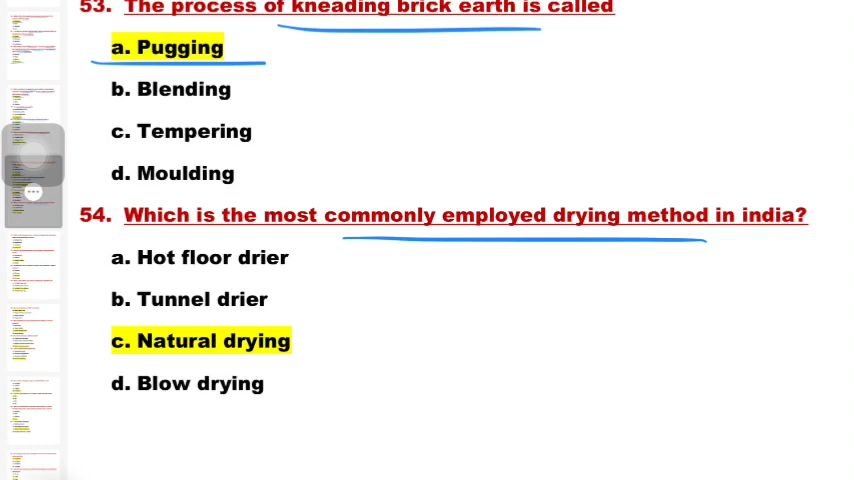 53. The process of kneading brick earth is called
a. Pugging
b. Blending
c. Tempering
d. Moulding
54. Which is the most commonly employed drying method in india?
a. Hot floor drier
b. Tunnel drier
c. Natural drying
d. Blow drying